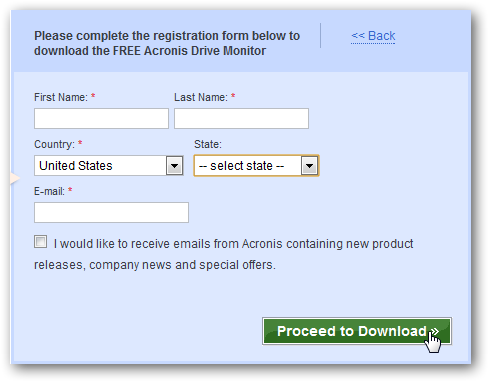 Please complete the registration form below to
download the FREE Acronis Drive Monitor
<< Back
First Name: * Last Name: *
Country: * State:
United States -- select state --
E-mail: *
I would like to receive emails from Acronis containing new product
releases, company news and special offers.
Proceed to Download »